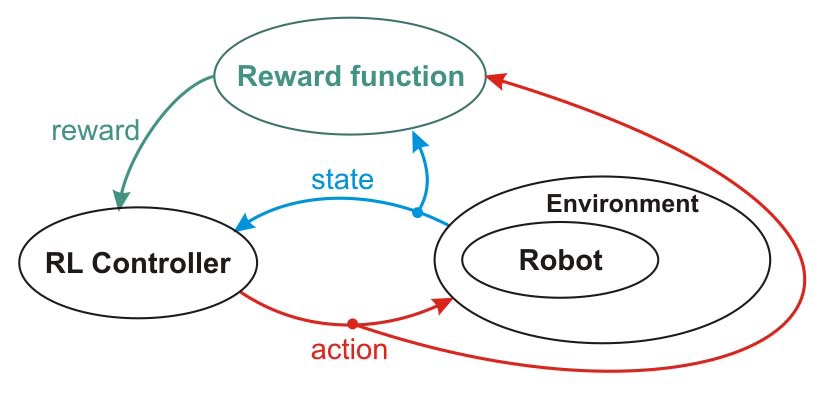 Reward function
reward
state
Environment
RL Controller
Robot
action